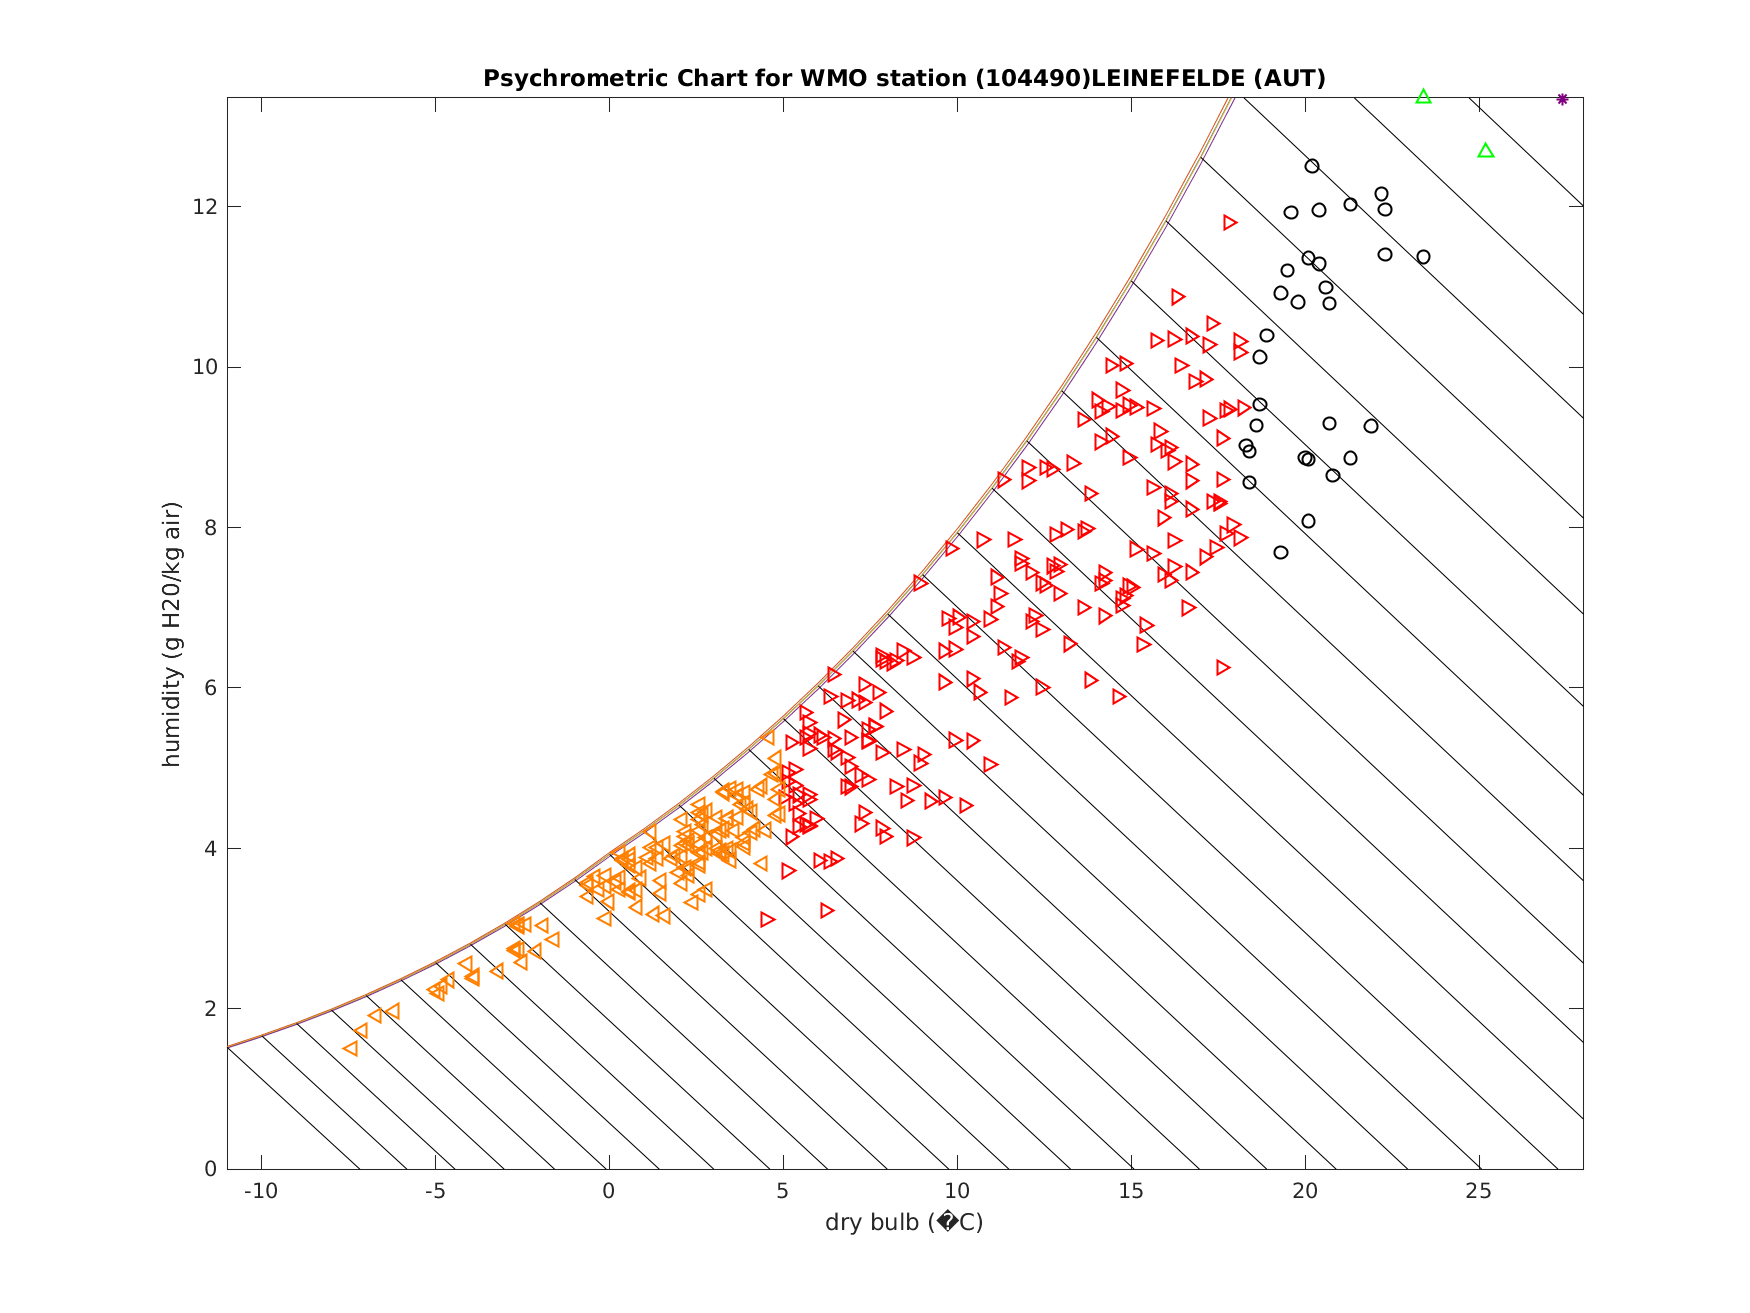 Psychrometric Chart for WMO station (104490)LEINEFELDE (AUT)
humidity (g H20/kg air)
12
10
8
6
4
2
0
-10 -5 0 5 10 15 20 25
dry bulb (�C)